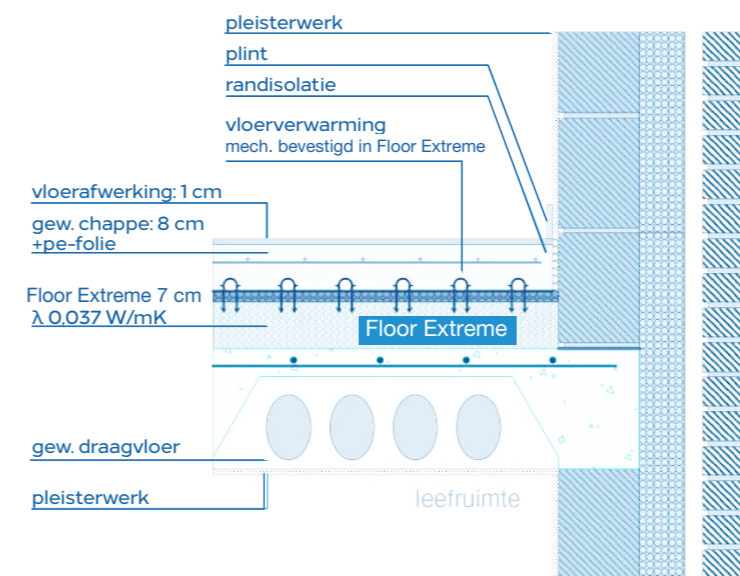 pleisterwerk
plint
randisolatie
vloerverwarming
mech. bevestigd in Floor Extreme
vloerafwerking: 1 cm
gew. chappe: 8 cm
+pe-folie
Floor Extreme 7 cm
λ 0,037 W/mK
Floor Extreme
gew. draagvloer
pleisterwerk
leefruimte